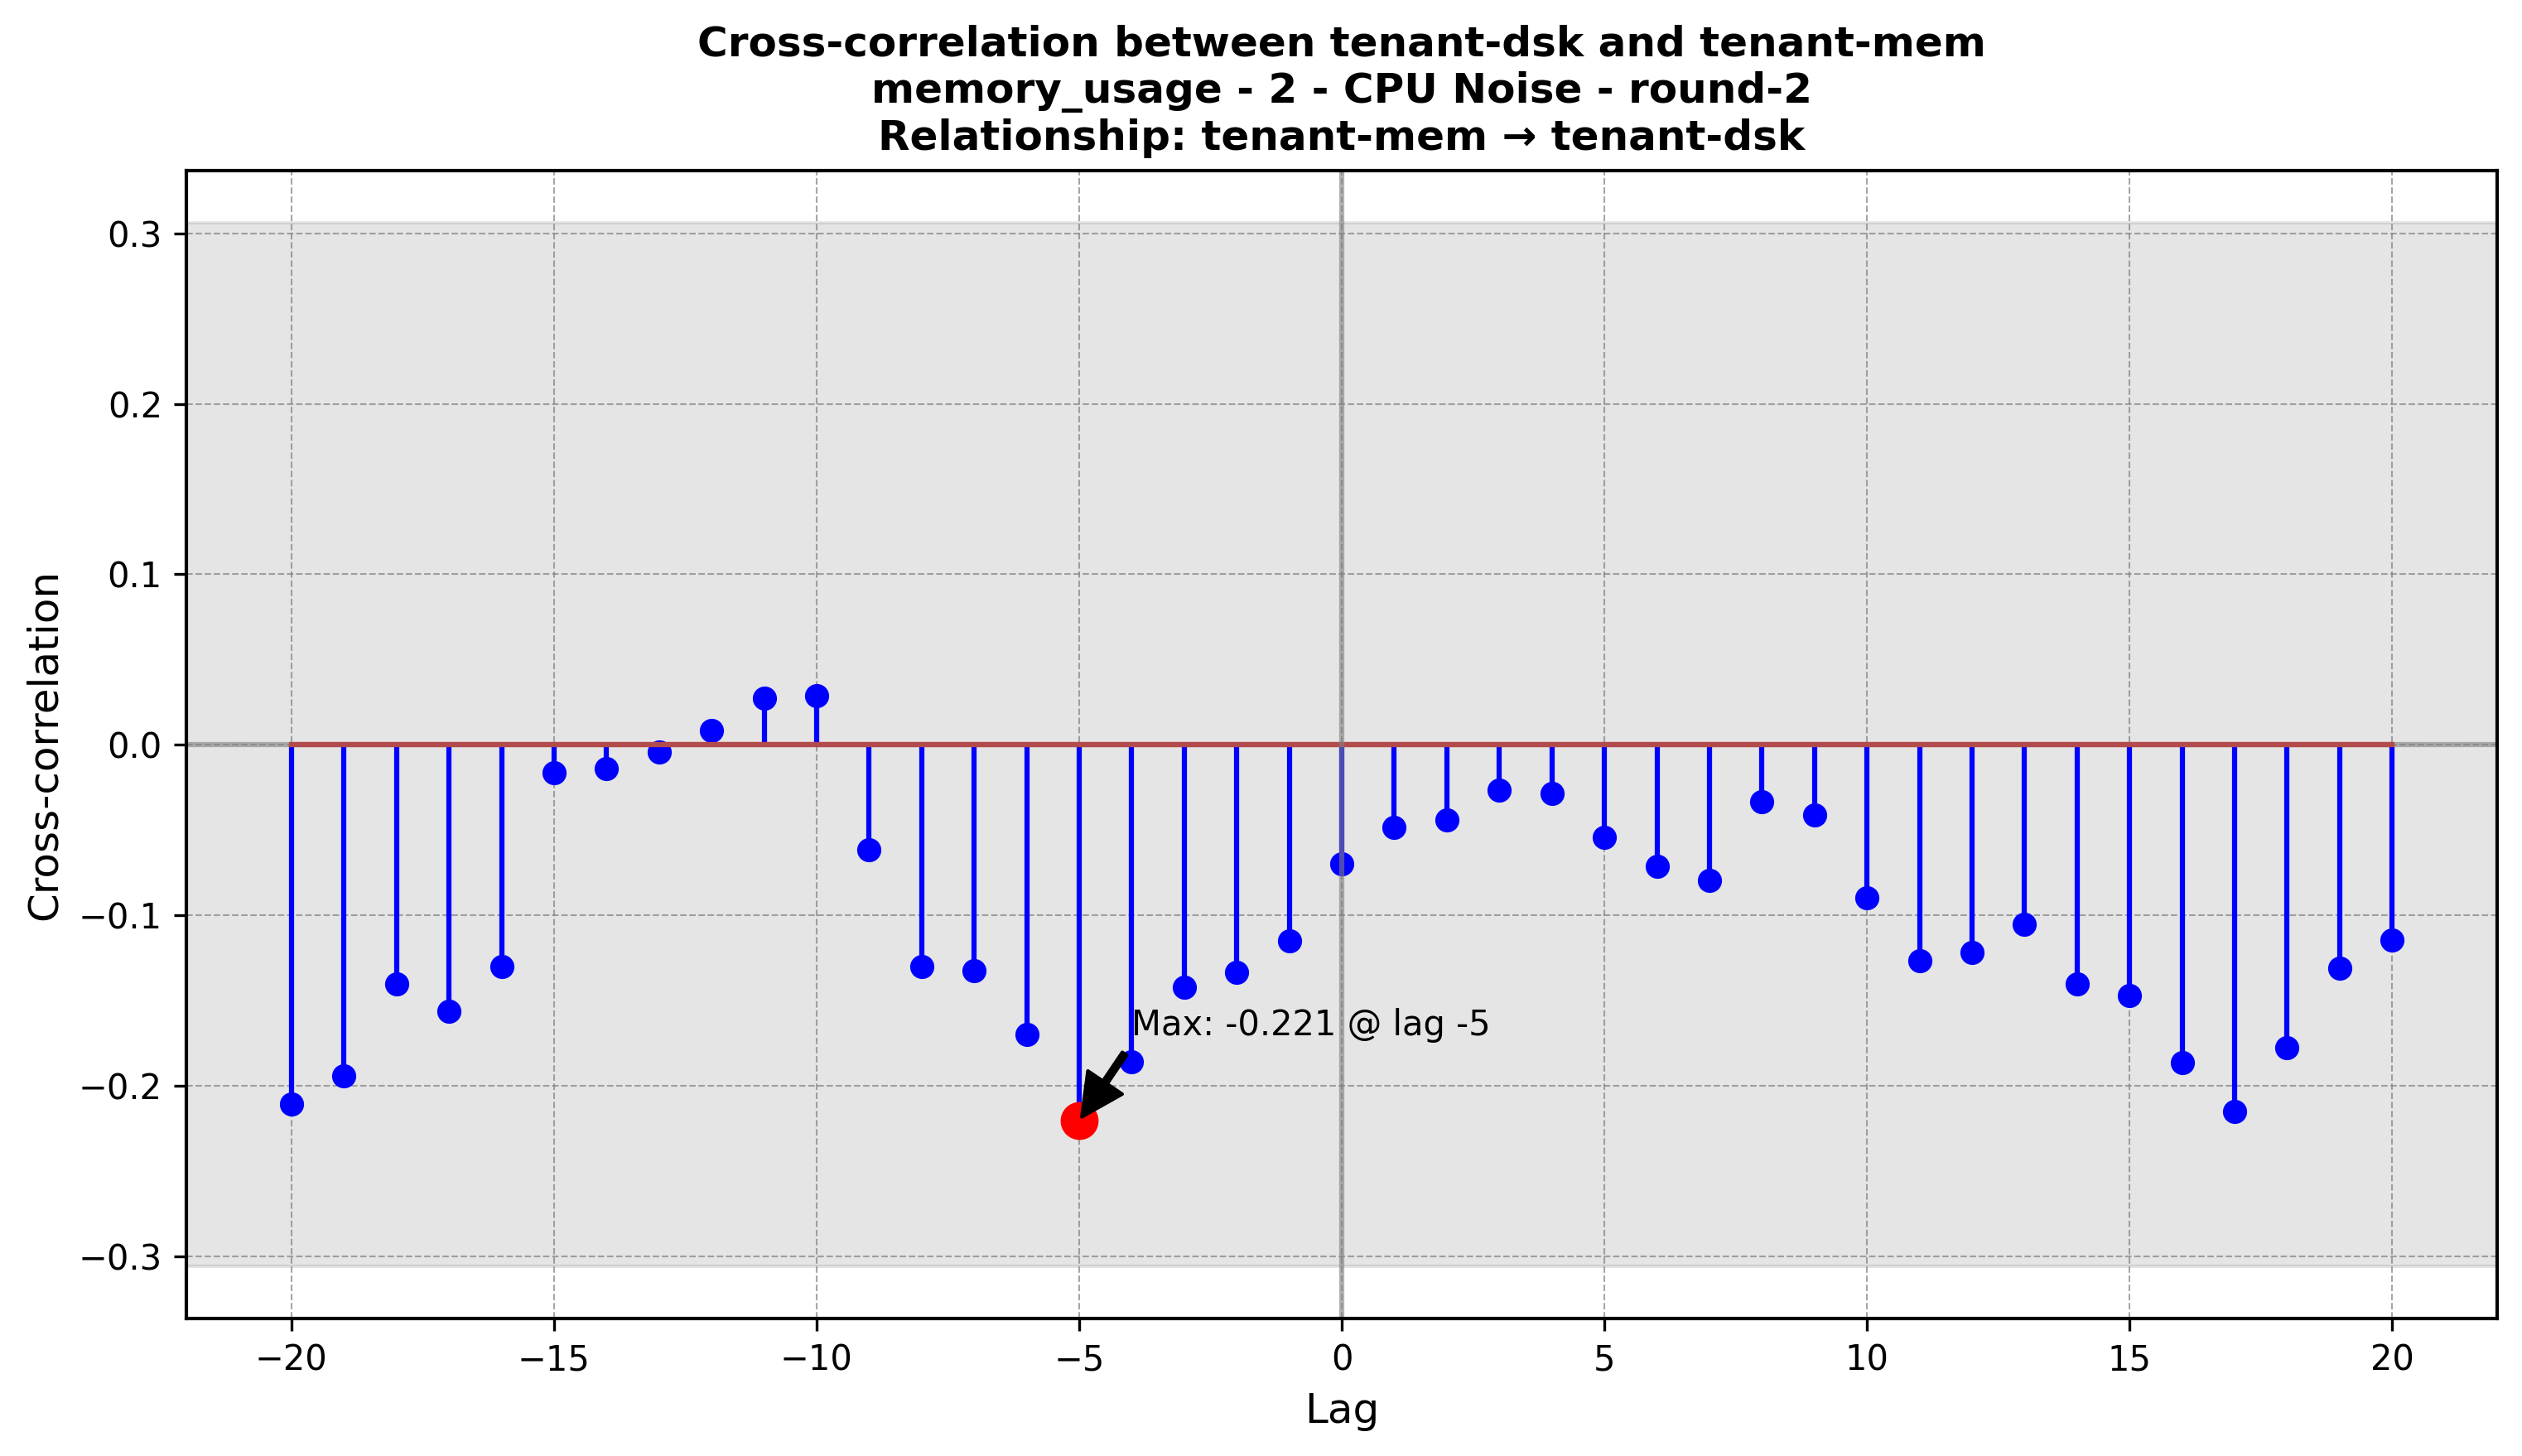 Cross-correlation between tenant-dsk and tenant-mem
memory_usage - 2 - CPU Noise - round-2
Relationship: tenant-mem → tenant-dsk
Cross-correlation
0.3
0.2
0.1
0.0
−0.1
−0.2
−0.3
Max: -0.221 @ lag -5
−20 −15 −10 −5 0 5 10 15 20
Lag